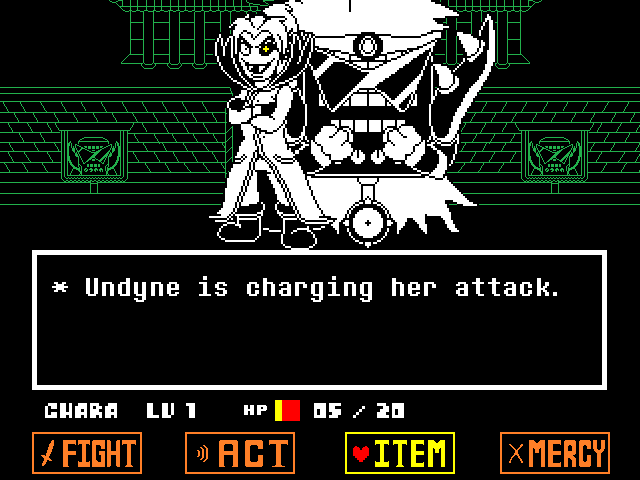 * Undyne is charging her attack.
CHARA LV 1 HP 05 / 20
FIGHT ACT ITEM MERCY